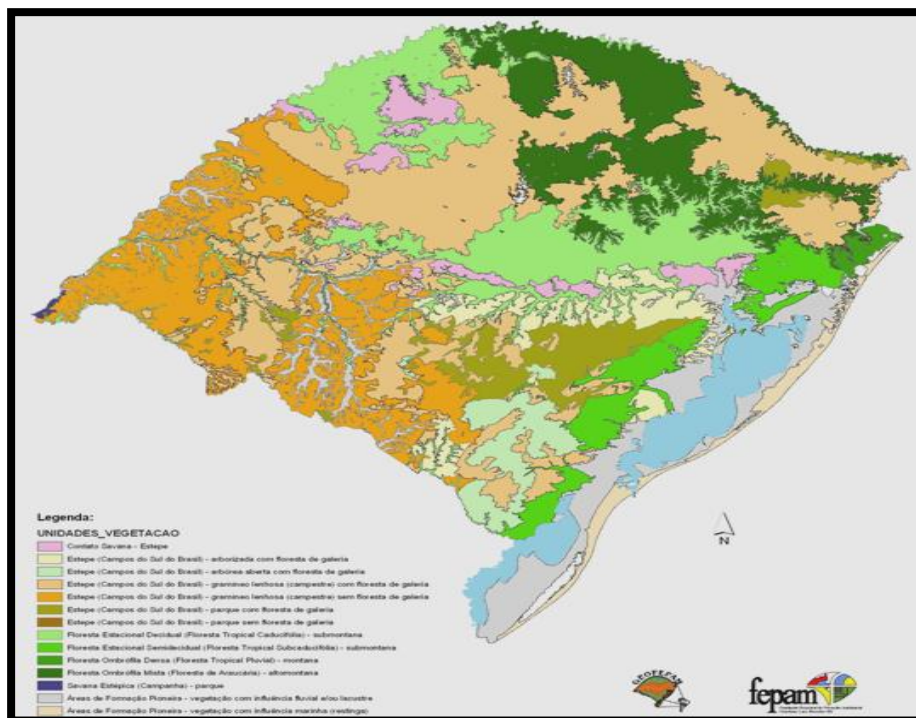 N
Legenda:
UNIDADES_VEGETACAO
Contato Savana - Estepe
Estepe (Campos do Sul do Brasil) - arborizada com floresta de galeria
Estepe (Campos do Sul do Brasil) - arbórea aberta com floresta de galeria
Estepe (Campos do Sul do Brasil) - gramíneo lenhosa (campestre) com floresta de galeria
Estepe (Campos do Sul do Brasil) - gramíneo lenhosa (campestre) sem floresta de galeria
Estepe (Campos do Sul do Brasil) - parque com floresta de galeria
Estepe (Campos do Sul do Brasil) - parque sem floresta de galeria
Floresta Estacional Decidual (Floresta Tropical Caducifólia) - submontana
Floresta Estacional Semidecidual (Floresta Tropical Subcaducifólia) - submontana
Floresta Ombrófila Densa (Floresta Tropical Pluvial) - montana
Floresta Ombrófila Mista (Floresta de Araucária) - altomontana
Savana Estépica (Campanha) - parque
Áreas de Formação Pioneira - vegetação com influência fluvial e/ou lacustre
Áreas de Formação Pioneira - vegetação com influência marinha (restinga)
GEOFEPAM
fepam